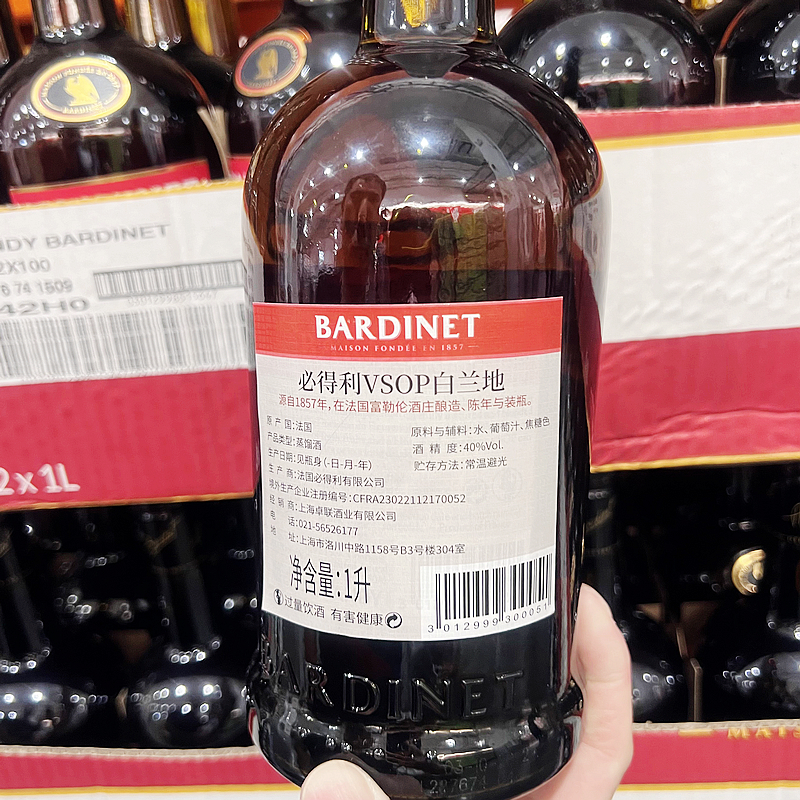 NDY BARDINET
2X100
6 74 1509
42H0
2 x 1L
BARDINET
MAISON FONDÉE EN 1857
必得利VSOP白兰地
源自1857年,在法国富勒伦酒庄酿造、陈年与装瓶。
原 产 国:法国
原料与辅料:水、葡萄汁、焦糖色
产品类型:蒸馏酒
酒 精 度:40%Vol.
生产日期:见瓶身(-日-月-年)
贮存方法:常温避光
生 产 商:法国必得利有限公司
境外生产企业注册编号:CFRA23022112170052
经 销 商:上海卓联酒业有限公司
电 话:021-56526177
地 址:上海市洛川中路1158号B3号楼304室
净含量:1升
过量饮酒 有害健康
3 012999 300051
BARDINET